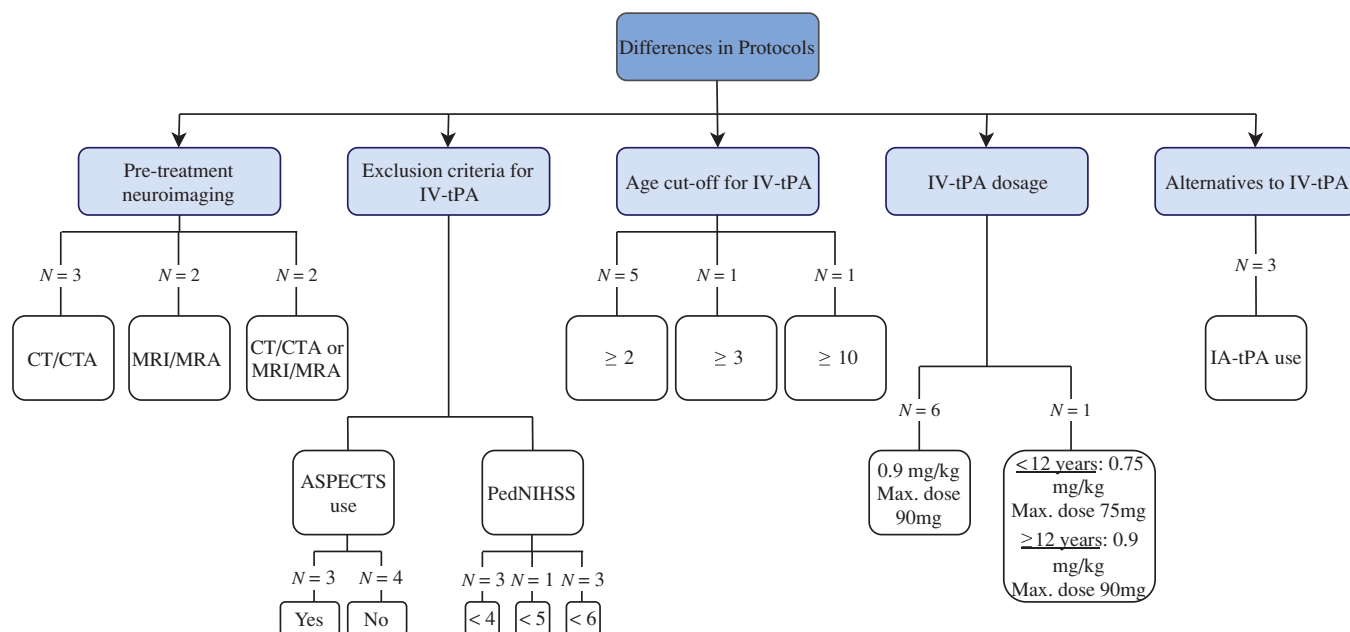 Differences in Protocols
Pre-treatment
neuroimaging
Exclusion criteria for
IV-tPA
Age cut-off for IV-tPA
IV-tPA dosage
Alternatives to IV-tPA
N = 3
N = 2
N = 2
N = 5
N = 1
N = 1
N = 3
CT/CTA
MRI/MRA
CT/CTA or
MRI/MRA
≥ 2
≥ 3
≥ 10
IA-tPA use
N = 6
N = 1
ASPECTS
use
PedNIHSS
0.9 mg/kg
Max. dose
90mg
<12 years: 0.75
mg/kg
Max. dose 75mg
≥12 years: 0.9
mg/kg
Max. dose 90mg
N = 3
N = 4
N = 3
N = 1
N = 3
Yes
No
< 4
< 5
< 6